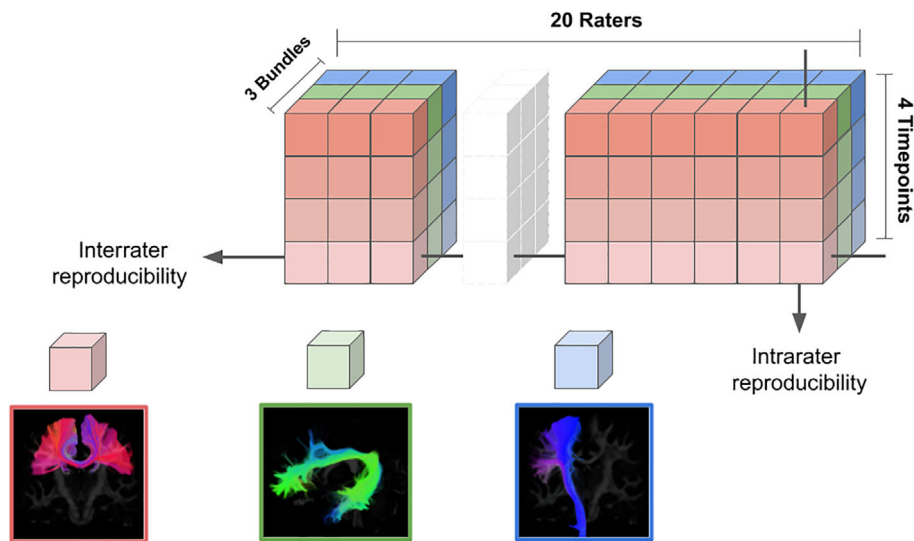 20 Raters
3 Bundles
4 Timepoints
Interrater
reproducibility
Intrarater
reproducibility